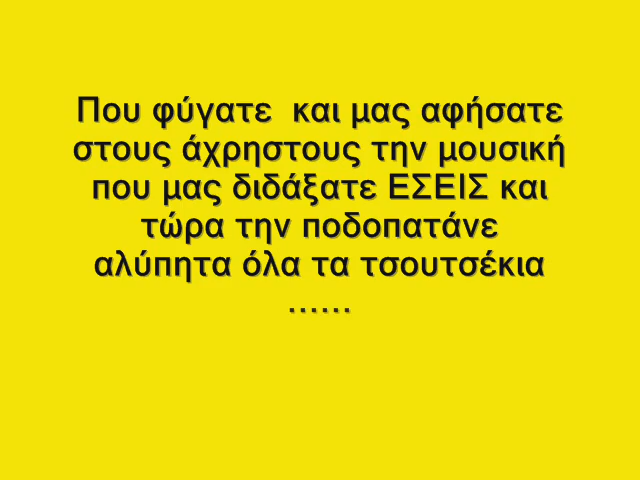 Που φύγατε  και μας αφήσατε
στους άχρηστους την μουσική
που μας διδάξατε ΕΣΕΙΣ και
τώρα την ποδοπατάνε
αλύπητα όλα τα τσουτσέκια
......